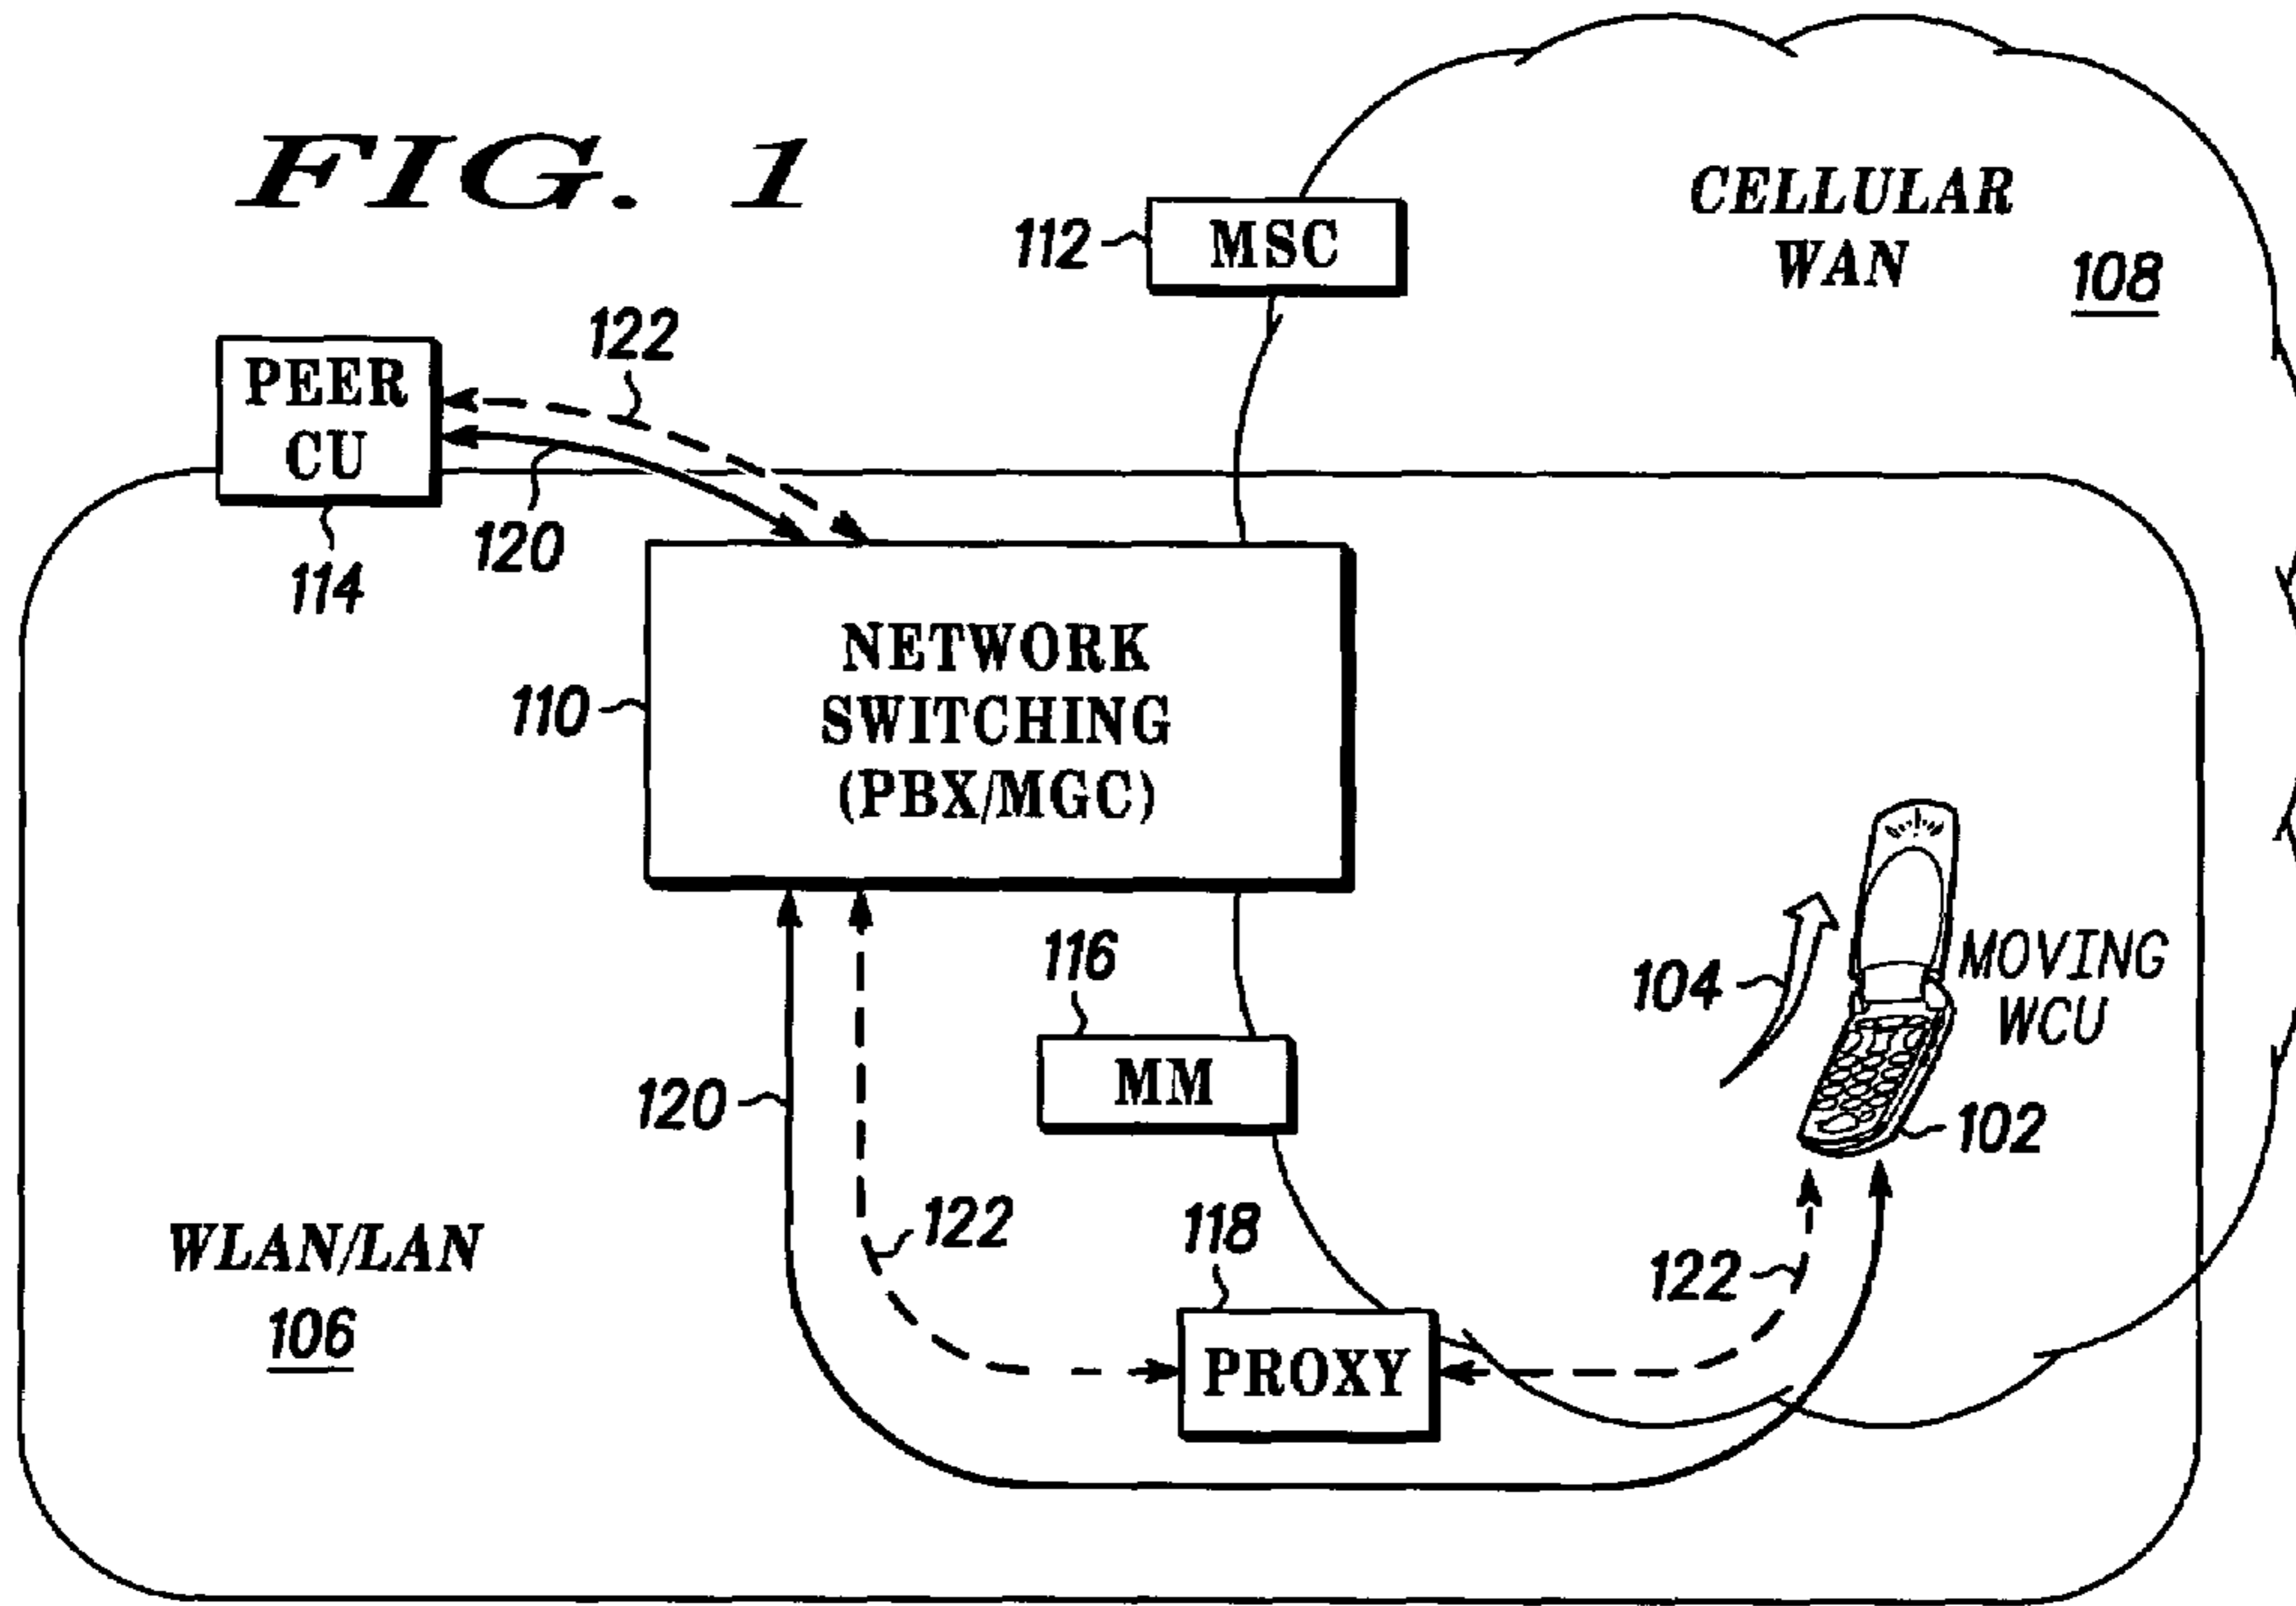 FIG. 1
CELLULAR
WAN
108
112
MSC
122
PEER
CU
120
114
NETWORK
SWITCHING
(PBX/MGC)
110
116
104
MOVING
WCU
MM
120
102
122
118
WLAN/LAN
106
122
PROXY